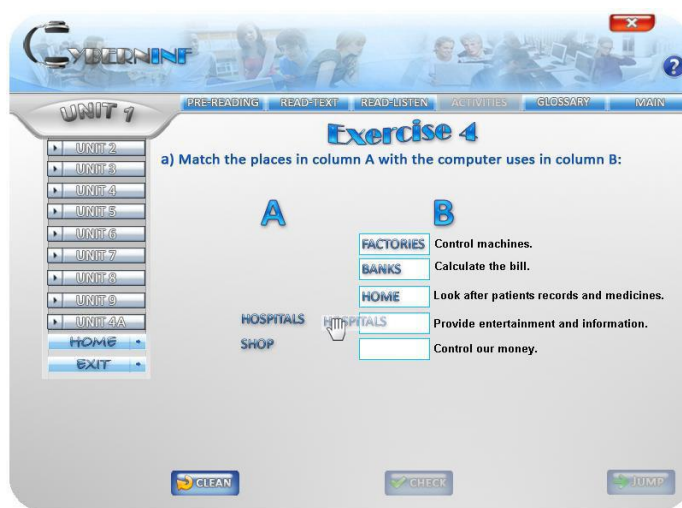 CYBERNINF
?
UNIT 1
PRE-READING READ-TEXT READ-LISTEN ACTIVITIES GLOSSARY MAIN
Exercise 4
a) Match the places in column A with the computer uses in column B:
UNIT 2
UNIT 3
UNIT 4
UNIT 5
UNIT 6
UNIT 7
UNIT 8
UNIT 9
UNIT 4A
HOME
EXIT
A B
FACTORIES Control machines.
BANKS Calculate the bill.
HOME Look after patients records and medicines.
HOSPITALS HOSPITALS Provide entertainment and information.
SHOP Control our money.
CLEAN CHECK JUMP